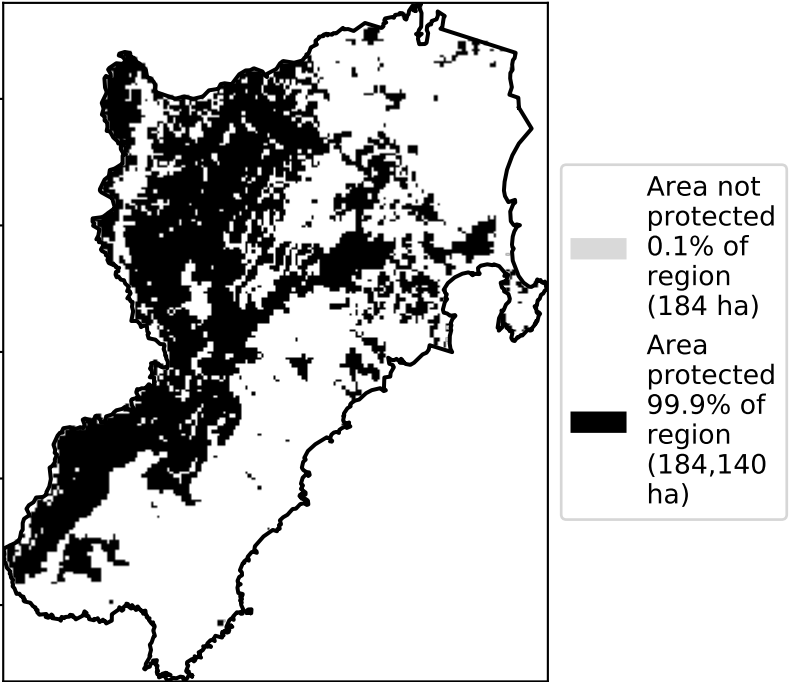 Area not
protected
0.1% of
region
(184 ha)
Area
protected
99.9% of
region
(184,140
ha)